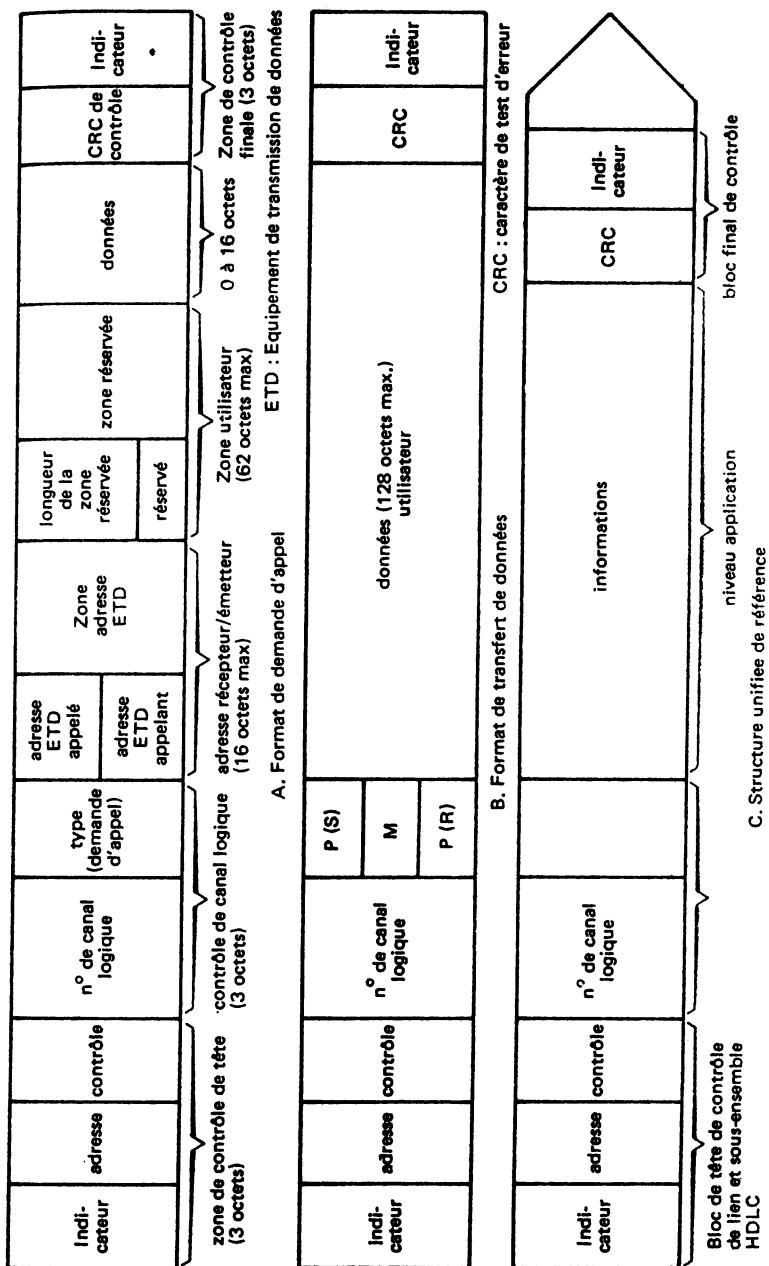 Indi-
cateur
adresse
contrôle
n° de canal
logique
type
(demande
d'appel)
adresse
ETD
appelé
adresse
ETD
appelant
Zone
adresse
ETD
longueur
de la
zone
réservée
réservé
zone réservée
données
CRC de
contrôle
Indi-
cateur
zone de contrôle de tête
(3 octets)
contrôle de canal logique
(3 octets)
adresse récepteur/émetteur
(16 octets max)
Zone utilisateur
(62 octets max)
0 à 16 octets
Zone de contrôle
finale (3 octets)
A. Format de demande d'appel
ETD : Equipement de transmission de données
Indi-
cateur
adresse
contrôle
n° de canal
logique
P (S)
M
P (R)
données (128 octets max.)
utilisateur
CRC
Indi-
cateur
B. Format de transfert de données
CRC : caractère de test d'erreur
Indi-
cateur
adresse
contrôle
n° de canal
logique
informations
CRC
Indi-
cateur
Bloc de tête de contrôle
de lien et sous-ensemble
HDLC
niveau application
bloc final de contrôle
C. Structure unifiee de référence